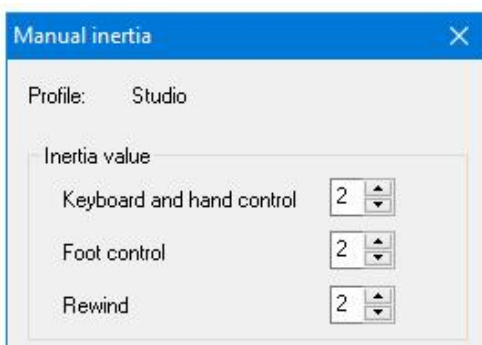 Manual inertia
Profile: Studio
Inertia value
Keyboard and hand control 2
Foot control 2
Rewind 2